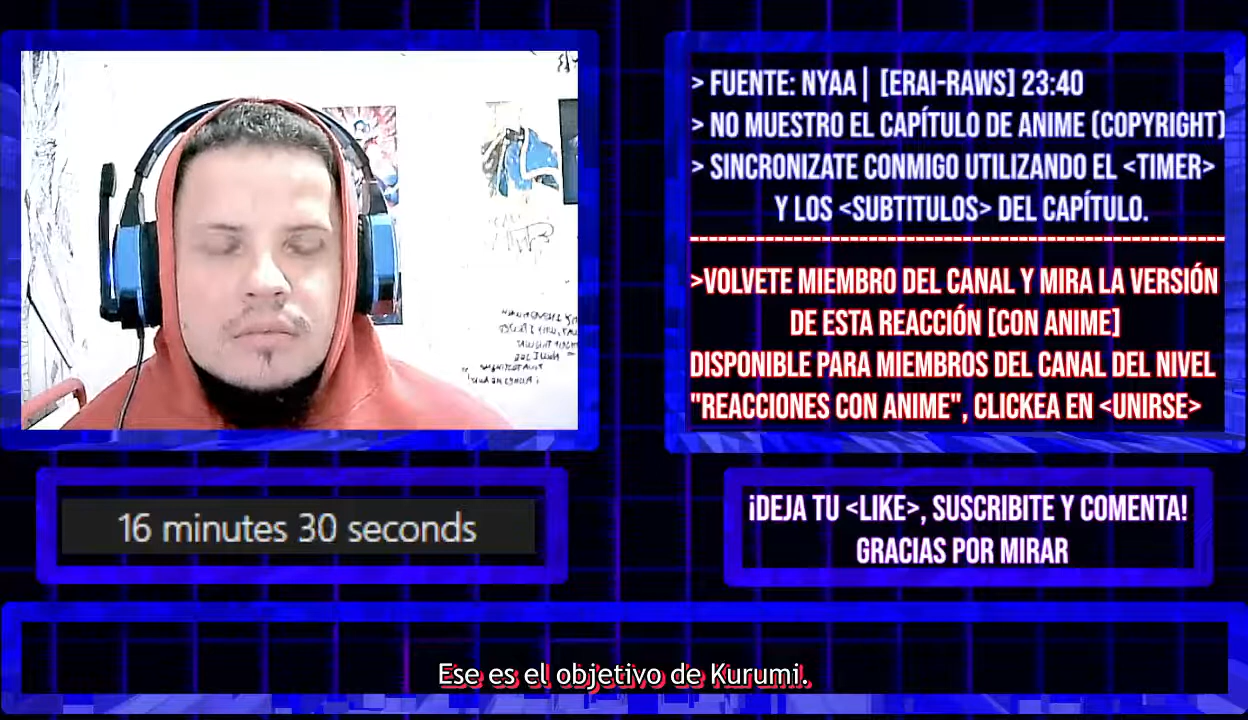 > FUENTE: NYAA| [ERAI-RAWS] 23:40
> NO MUESTRO EL CAPÍTULO DE ANIME (COPYRIGHT)
> SINCRONIZATE CONMIGO UTILIZANDO EL <TIMER>
Y LOS <SUBTITULOS> DEL CAPÍTULO.
>VOLVETE MIEMBRO DEL CANAL Y MIRA LA VERSIÓN
DE ESTA REACCIÓN [CON ANIME]
DISPONIBLE PARA MIEMBROS DEL CANAL DEL NIVEL
"REACCIONES CON ANIME", CLICKEA EN <UNIRSE>
16 minutes 30 seconds
¡DEJA TU <LIKE>, SUSCRIBITE Y COMENTA!
GRACIAS POR MIRAR
Ese es el objetivo de Kurumi.